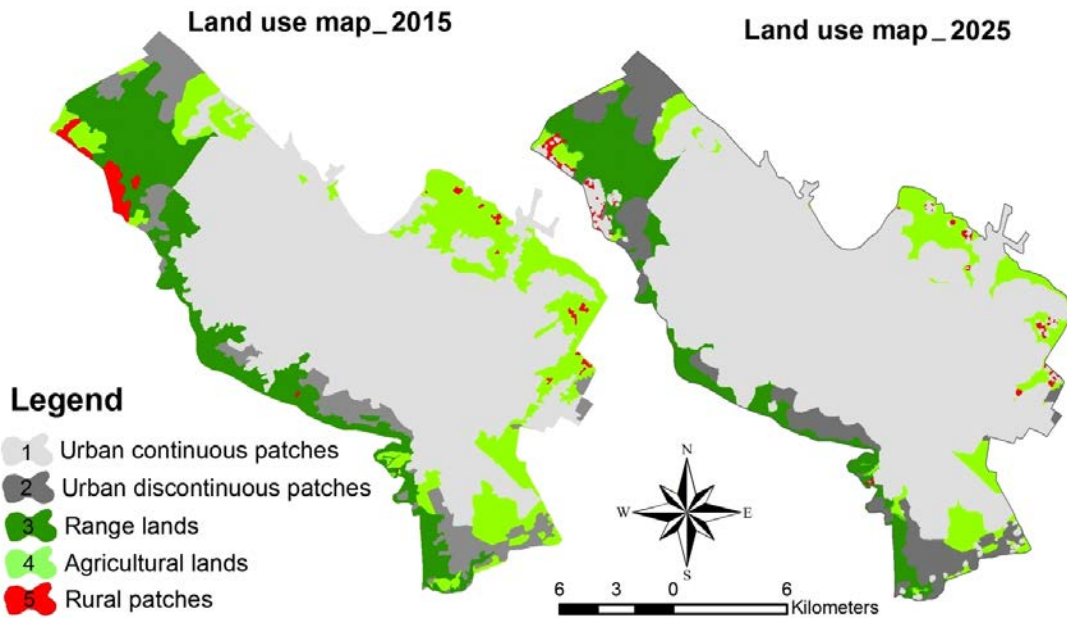 Land use map_2015
Land use map_2025
Legend
1 Urban continuous patches
2 Urban discontinuous patches
3 Range lands
4 Agricultural lands
5 Rural patches
N
W E
S
6 3 0 6
Kilometers